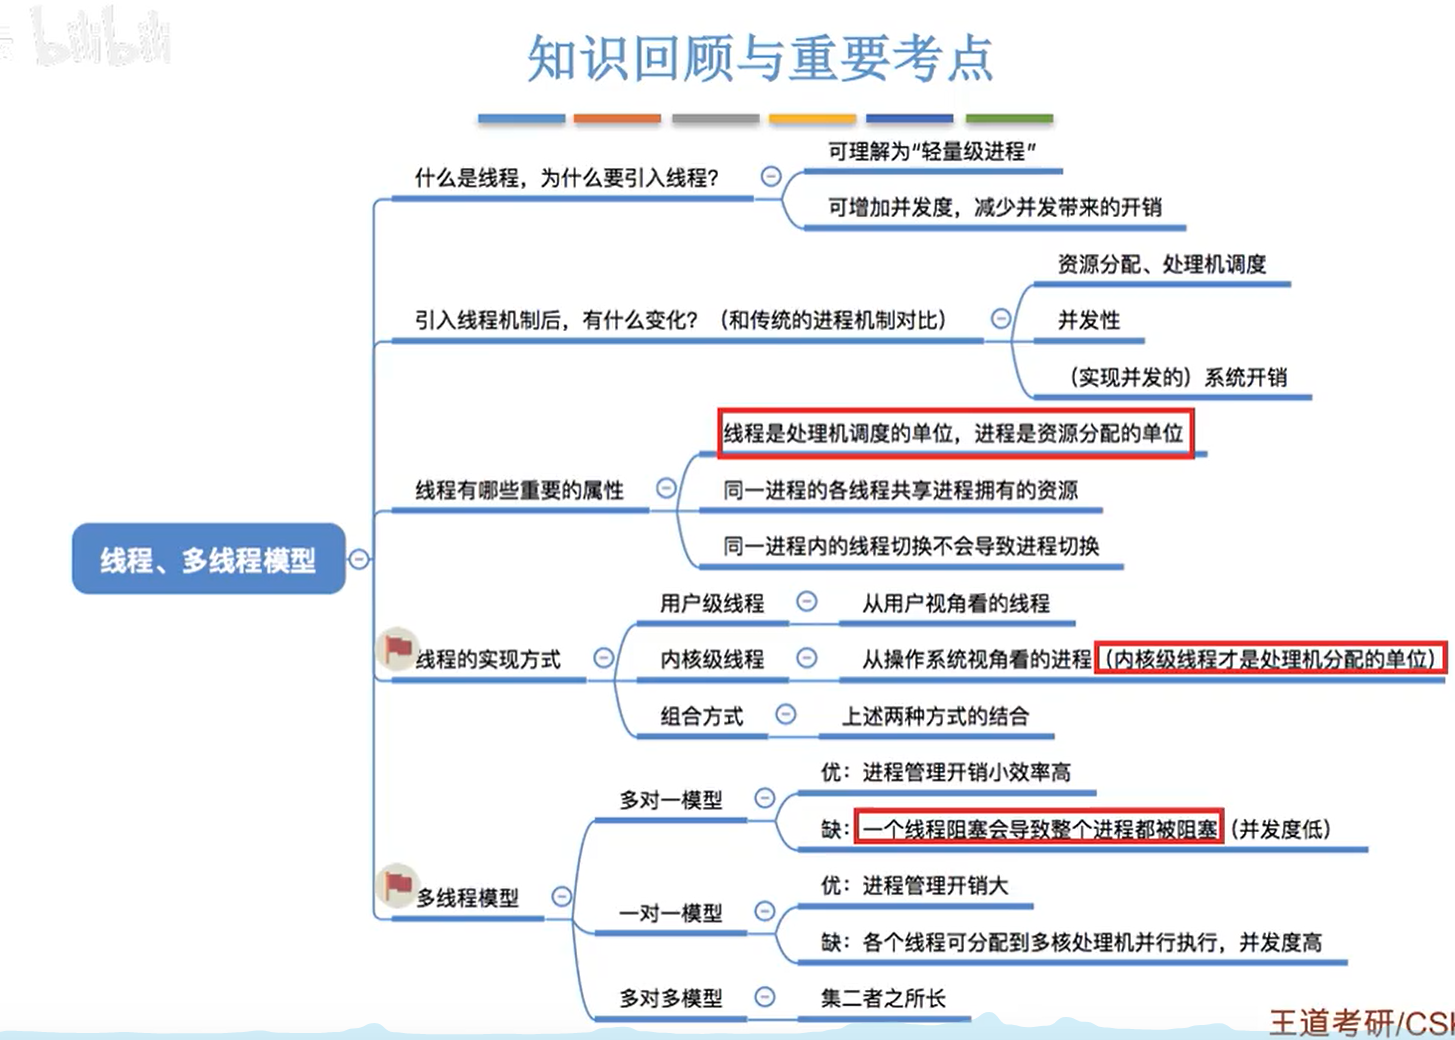 bilibili
知识回顾与重要考点
什么是线程，为什么要引入线程？
可理解为“轻量级进程”
可增加并发度，减少并发带来的开销
引入线程机制后，有什么变化？（和传统的进程机制对比）
资源分配、处理机调度
并发性
（实现并发的）系统开销
线程有哪些重要的属性
线程是处理机调度的单位，进程是资源分配的单位
同一进程的各线程共享进程拥有的资源
同一进程内的线程切换不会导致进程切换
线程、多线程模型
线程的实现方式
用户级线程
从用户视角看的线程
内核级线程
从操作系统视角看的进程（内核级线程才是处理机分配的单位）
组合方式
上述两种方式的结合
多线程模型
多对一模型
优：进程管理开销小效率高
缺：一个线程阻塞会导致整个进程都被阻塞（并发度低）
一对一模型
优：进程管理开销大
缺：各个线程可分配到多核处理机并行执行，并发度高
多对多模型
集二者之所长
王道考研/CSK